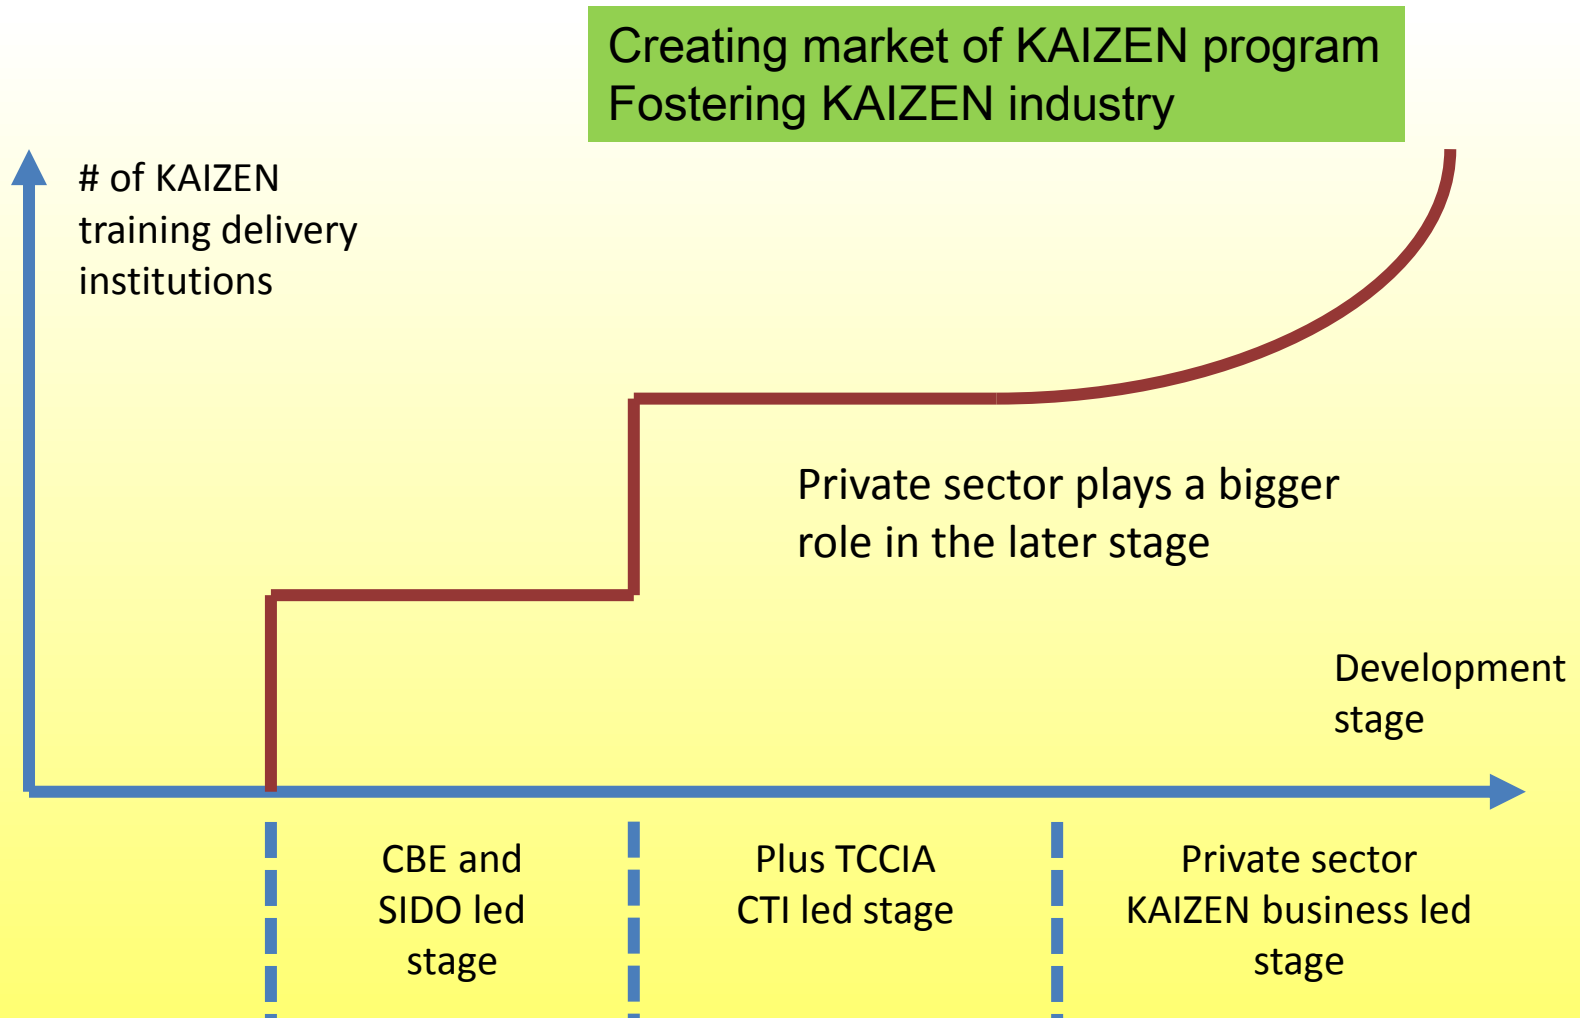 Creating market of KAIZEN program
Fostering KAIZEN industry
# of KAIZEN
training delivery
institutions
Private sector plays a bigger
role in the later stage
Development
stage
CBE and
SIDO led
stage
Plus TCCIA
CTI led stage
Private sector
KAIZEN business led
stage